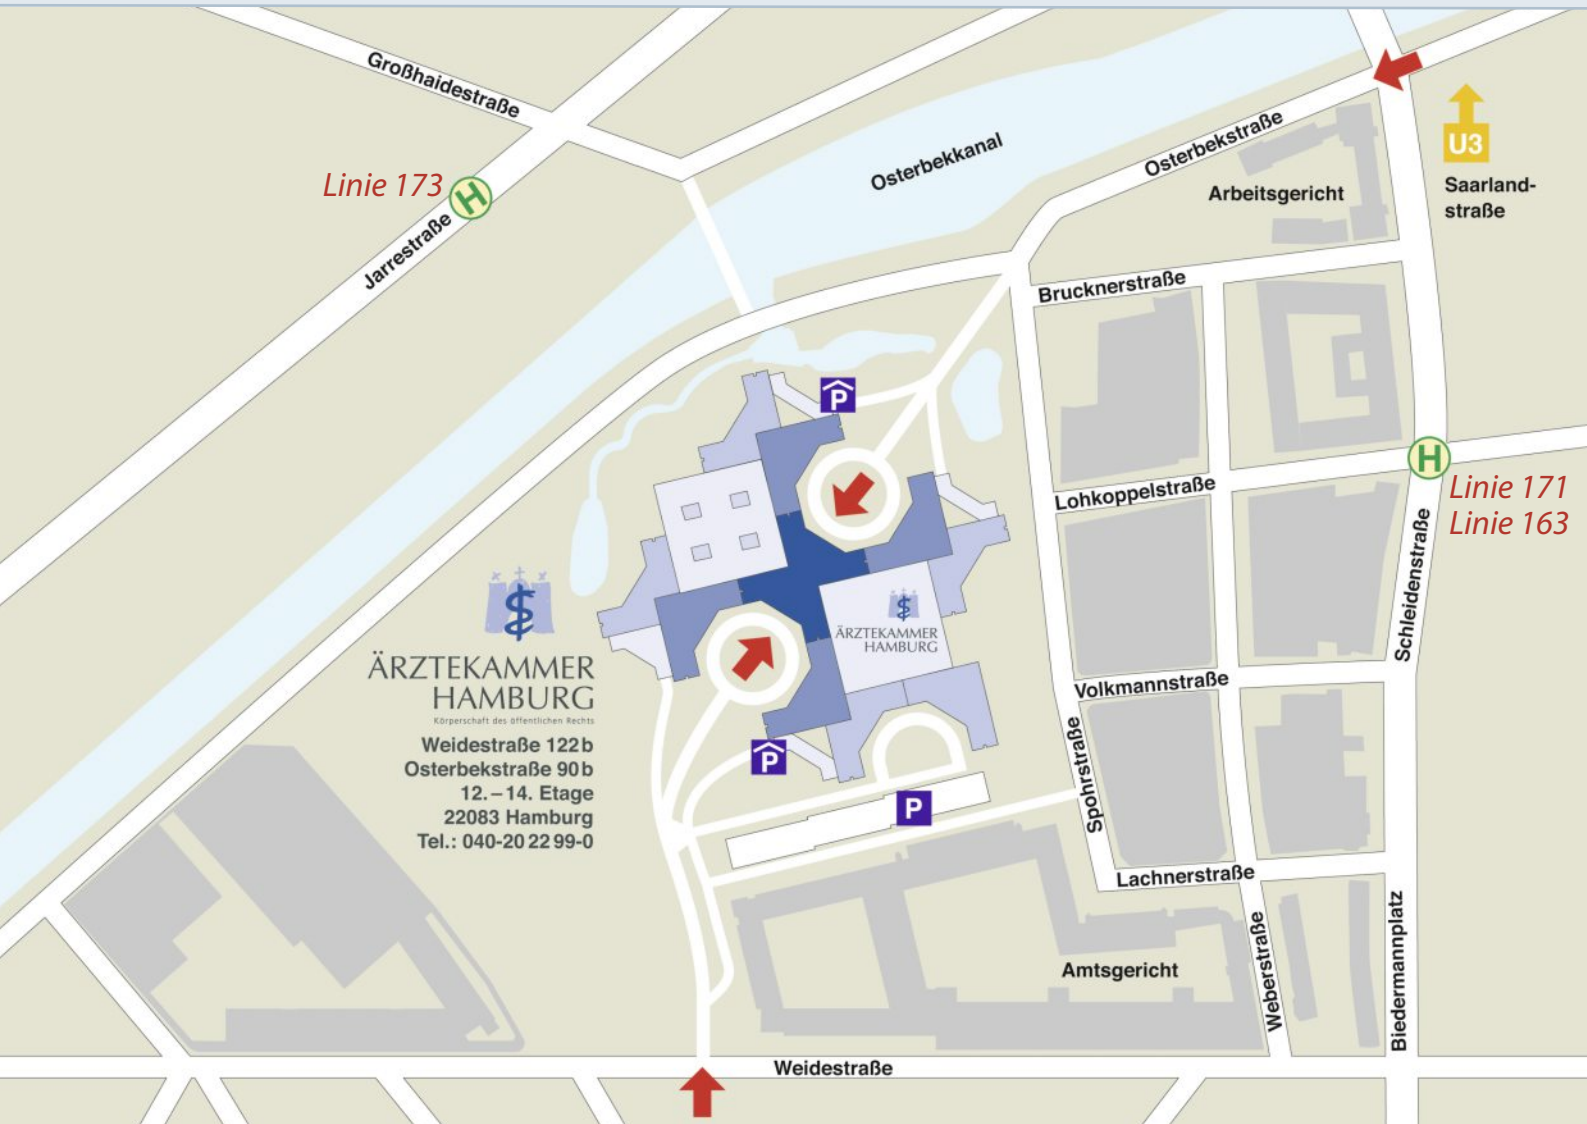 Großhaidestraße
Linie 173
H
Jarrestraße
Osterbekkanal
Osterbekstraße
U3
Saarland-
straße
Arbeitsgericht
Brucknerstraße
P
H
Linie 171
Linie 163
Lohkoppelstraße
Schleidenstraße
ÄRZTEKAMMER
HAMBURG
ÄRZTEKAMMER
HAMBURG
Körperschaft des öffentlichen Rechts
Weidestraße 122b
Osterbekstraße 90b
12.–14. Etage
22083 Hamburg
Tel.: 040-20 22 99-0
Volkmannstraße
Spohrstraße
P
P
Lachnerstraße
Amtsgericht
Weberstraße
Biedermannplatz
Weidestraße